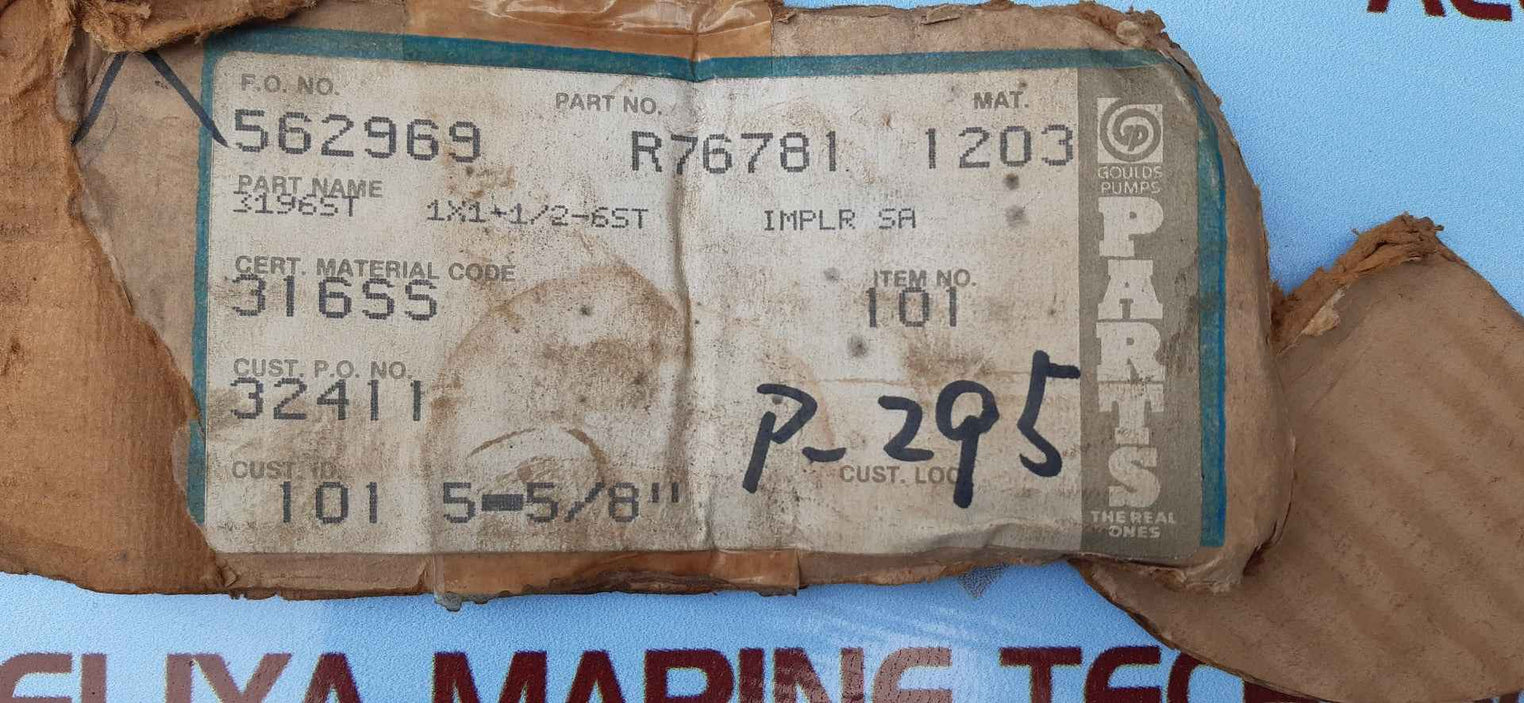 F.O. NO. PART NO. MAT.
562969 R76781 1203
PART NAME
3196ST 1X1+1/2-6ST IMPLR SA
CERT. MATERIAL CODE ITEM NO.
316SS 101
CUST. P.O. NO.
32411
P-295
CUST. ID. CUST. LOC
101 5-5/8"
GOULDS
PUMPS
PARTS
THE REAL
ONES
MARINE